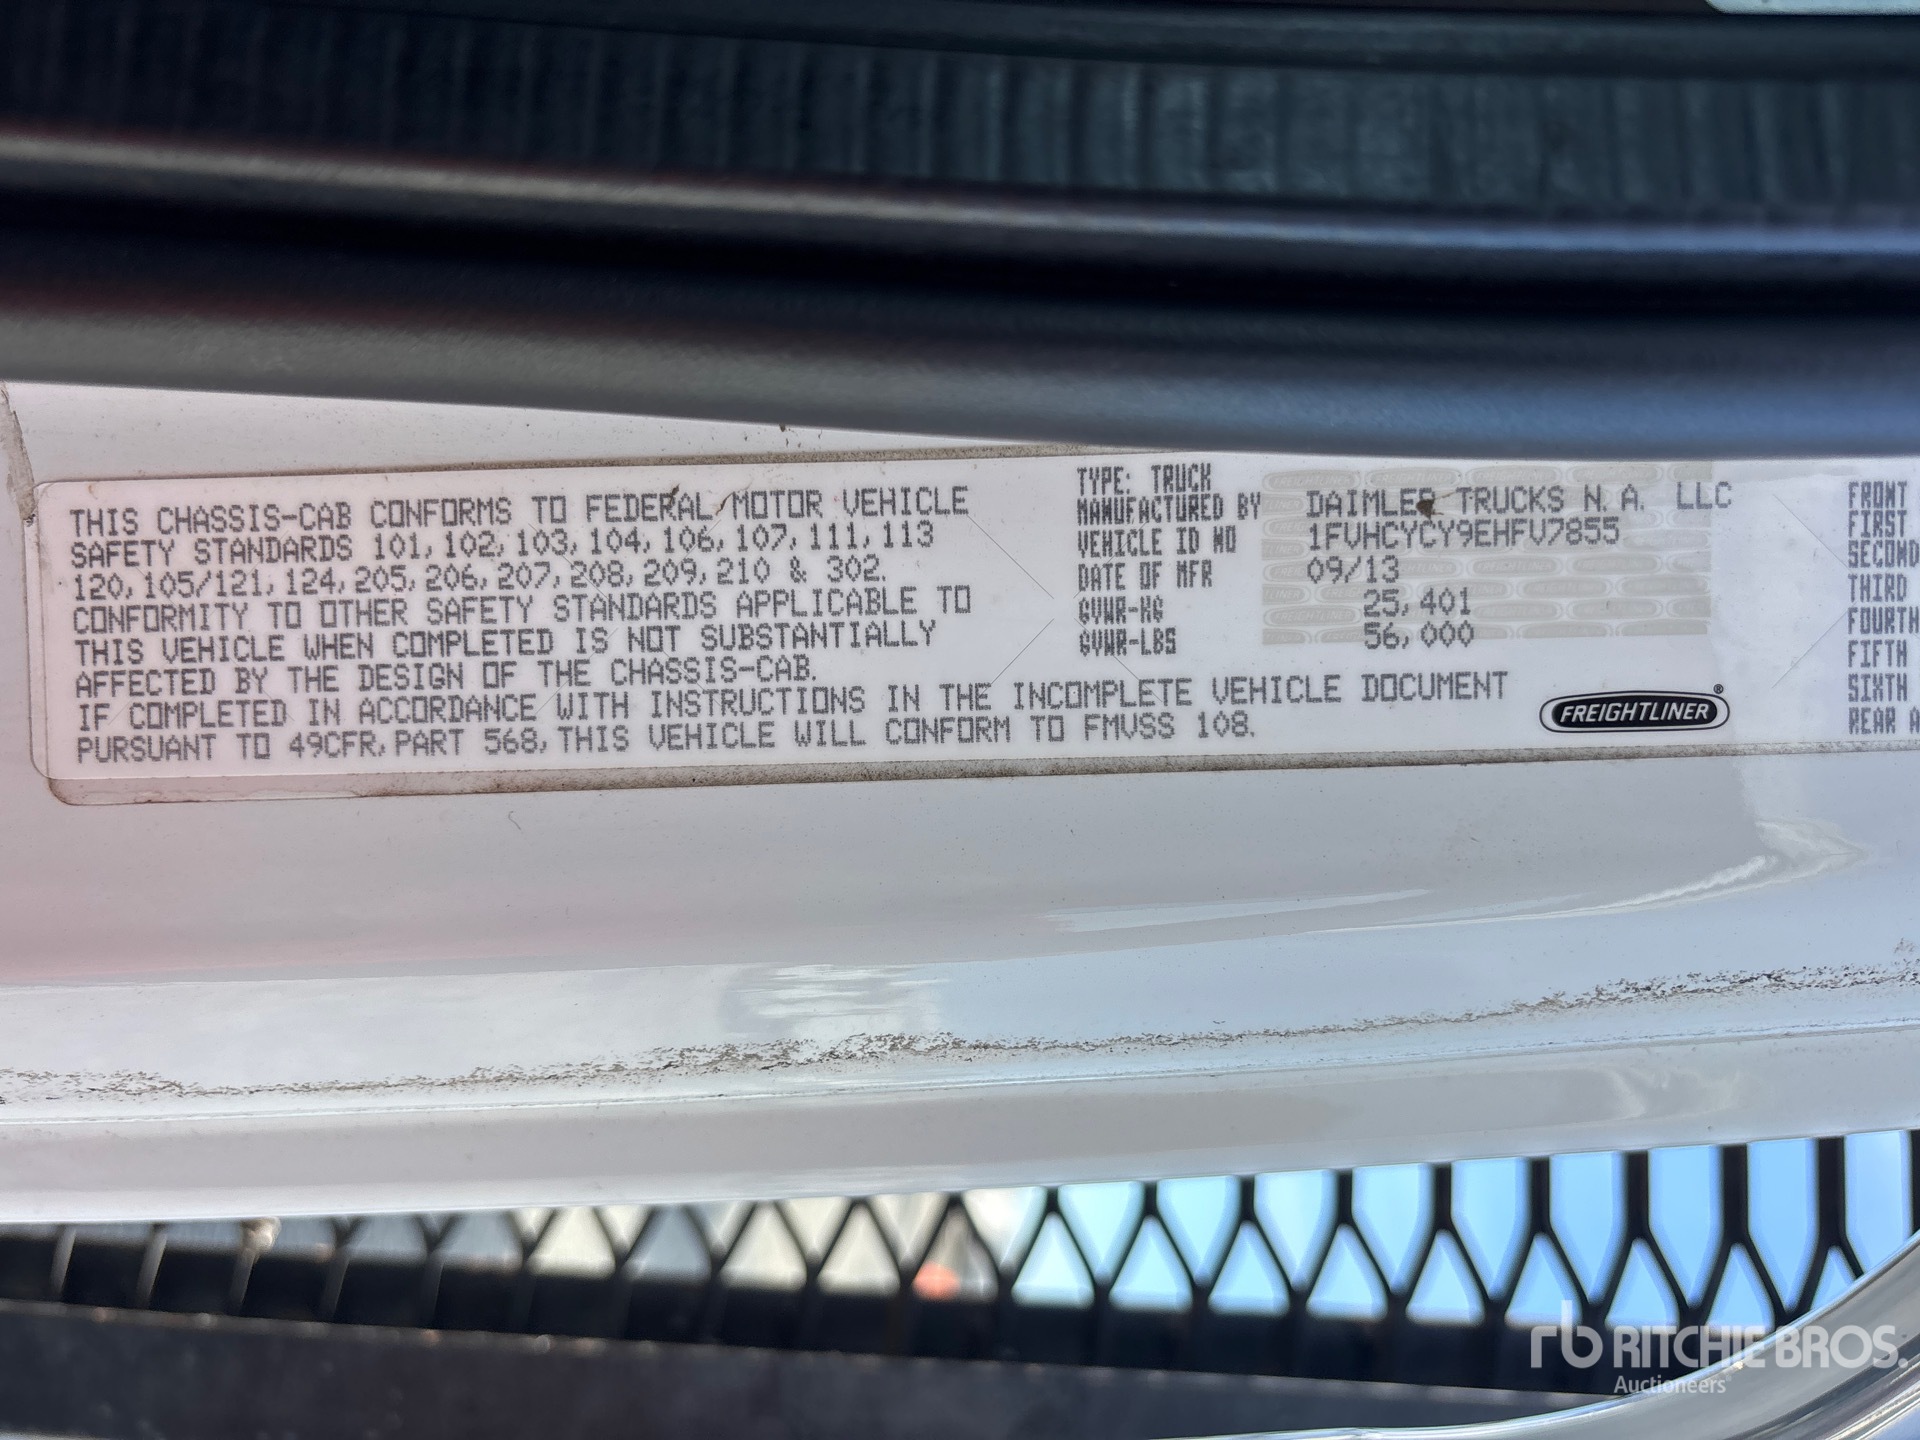 THIS CHASSIS-CAB CONFORMS TO FEDERAL MOTOR VEHICLE
SAFETY STANDARDS 101, 102, 103, 104, 106, 107, 111, 113
120, 105/121, 124, 205, 206, 207, 208, 209, 210 & 302.
CONFORMITY TO OTHER SAFETY STANDARDS APPLICABLE TO
THIS VEHICLE WHEN COMPLETED IS NOT SUBSTANTIALLY
AFFECTED BY THE DESIGN OF THE CHASSIS-CAB.
IF COMPLETED IN ACCORDANCE WITH INSTRUCTIONS IN THE INCOMPLETE VEHICLE DOCUMENT
PURSUANT TO 49CFR, PART 568, THIS VEHICLE WILL CONFORM TO FMVSS 108.
TYPE: TRUCK
MANUFACTURED BY DAIMLER TRUCKS N.A. LLC
VEHICLE ID NO 1FVHCYCY9EHFV7855
DATE OF MFR 09/13
GVWR-KG 25,401
GVWR-LBS 56,000
FREIGHTLINER®
FRONT
FIRST
SECOND
THIRD
FOURTH
FIFTH
SIXTH
REAR A
rb RITCHIE BROS.
Auctioneers®